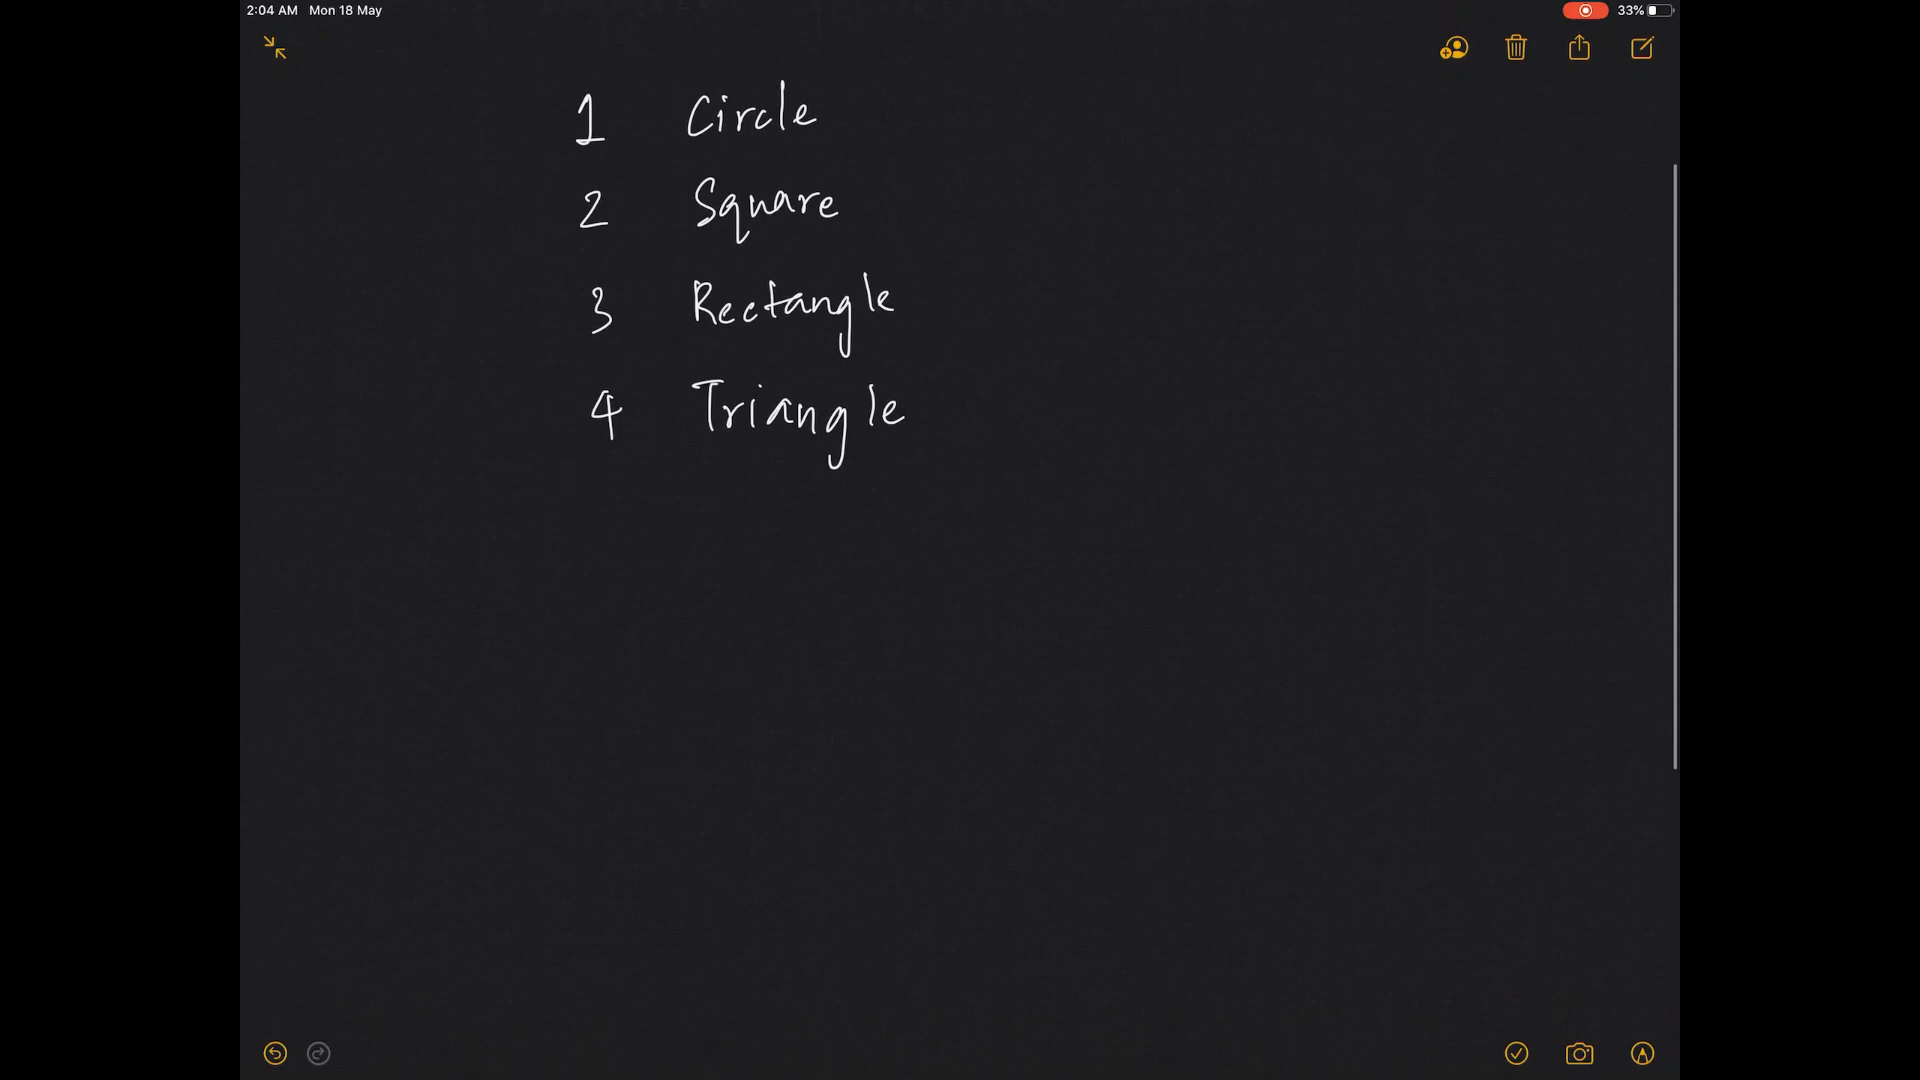 2:04 AM Mon 18 May 33%
1 Circle
2 Square
3 Rectangle
4 Triangle